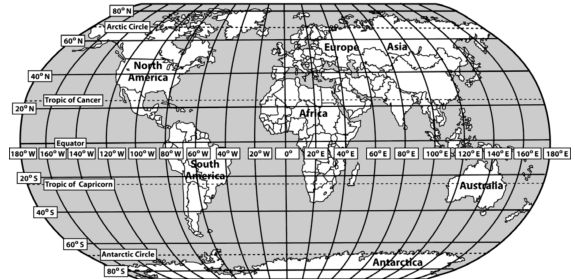 80° N
Arctic Circle
60° N
Europe
Asia
North
America
40° N
Tropic of Cancer
20° N
Africa
Equator
180° W 160° W 140° W 120° W 100° W 80° W 60° W 40° W 20° W 0° 20° E 40° E 60° E 80° E 100° E 120° E 140° E 160° E 180° E
South
America
20° S
Tropic of Capricorn
Australia
40° S
60° S
Antarctic Circle
Antarctica
80° S